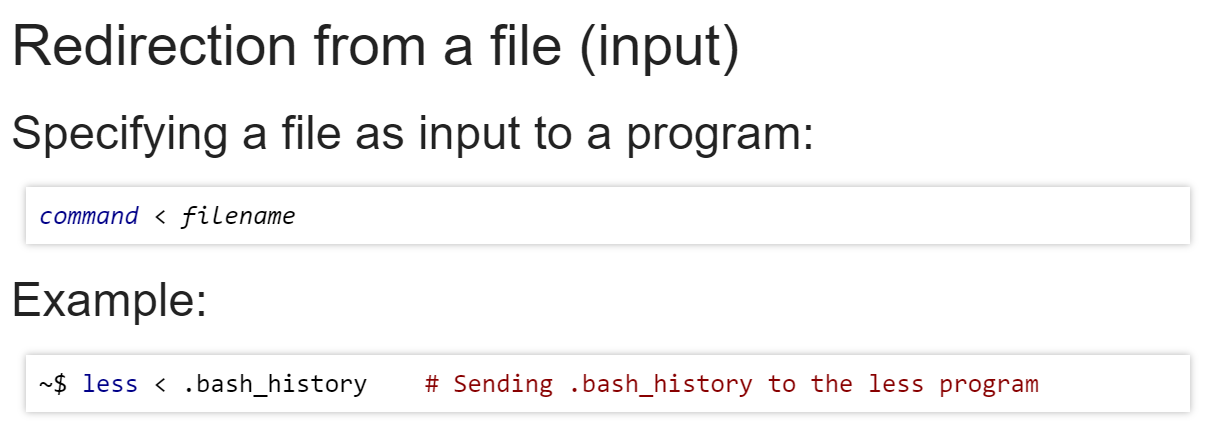 Redirection from a file (input)
Specifying a file as input to a program:
command < filename
Example:
~$ less < .bash_history    # Sending .bash_history to the less program